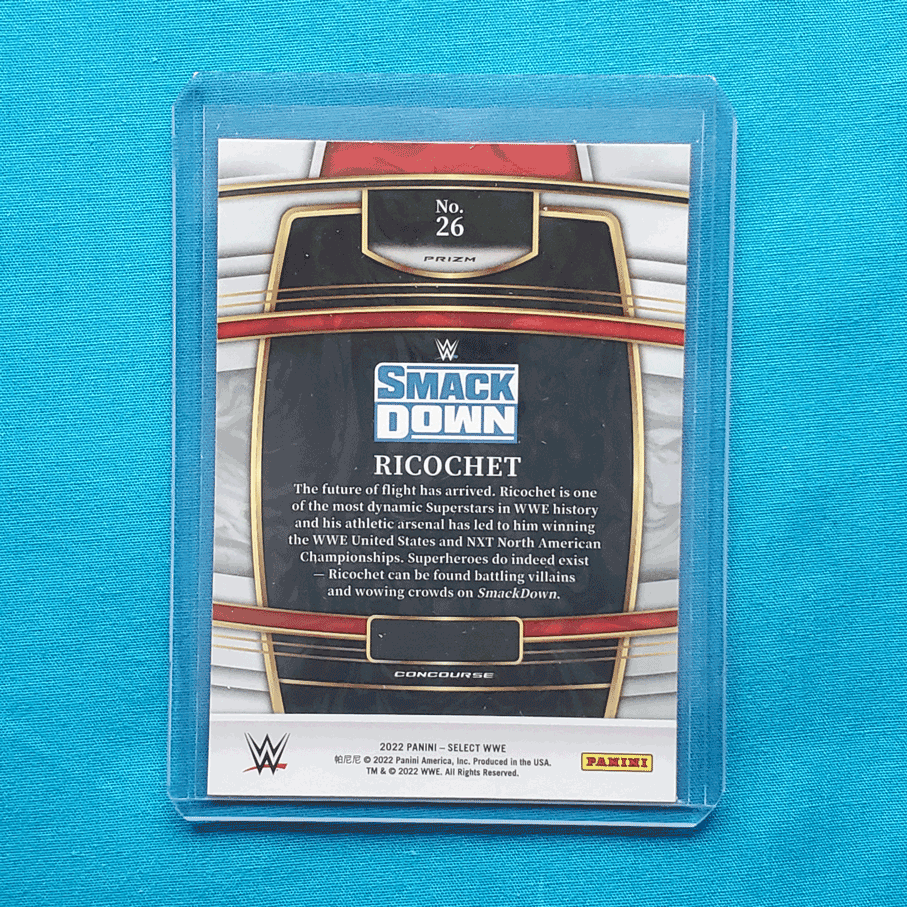 No.
26
PRIZM
W
SMACK
DOWN
RICOCHET
The future of flight has arrived. Ricochet is one
of the most dynamic Superstars in WWE history
and his athletic arsenal has led to him winning
the WWE United States and NXT North American
Championships. Superheroes do indeed exist
— Ricochet can be found battling villains
and wowing crowds on SmackDown.
CONCOURSE
W
2022 PANINI – SELECT WWE
帕尼尼 © 2022 Panini America, Inc. Produced in the USA.
TM & © 2022 WWE. All Rights Reserved.
PANINI